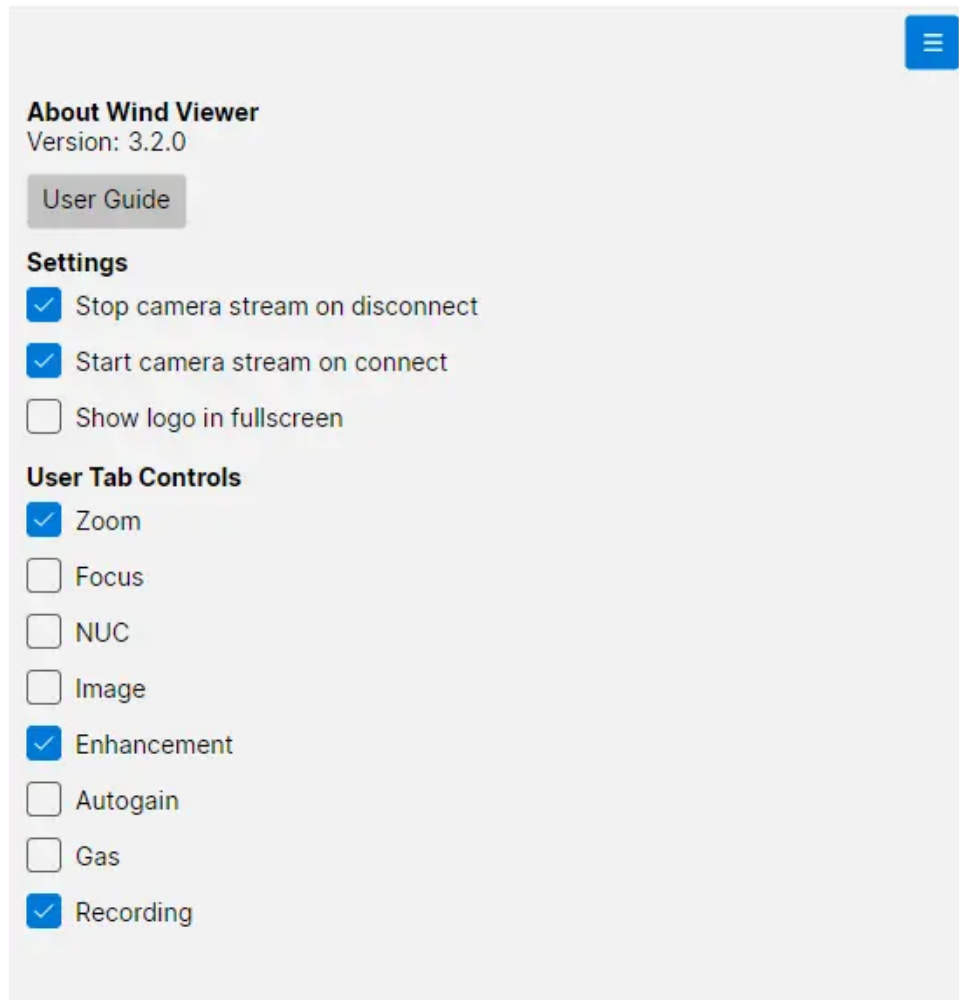 About Wind Viewer
Version: 3.2.0
User Guide
Settings
Stop camera stream on disconnect
Start camera stream on connect
Show logo in fullscreen
User Tab Controls
Zoom
Focus
NUC
Image
Enhancement
Autogain
Gas
Recording